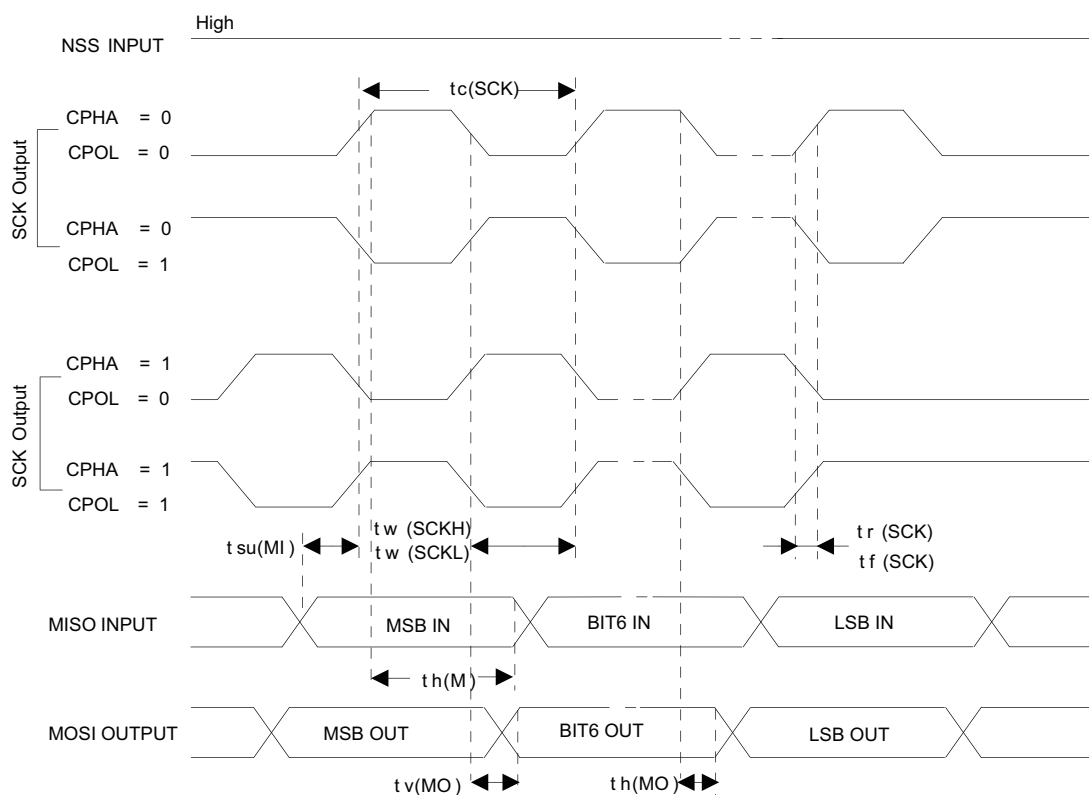 High
NSS INPUT
tc(SCK)
CPHA = 0
CPOL = 0
SCK Output
CPHA = 0
CPOL = 1
CPHA = 1
CPOL = 0
SCK Output
CPHA = 1
CPOL = 1
tsu(MI)
tw (SCKH)
tw (SCKL)
tr (SCK)
tf (SCK)
MISO INPUT
MSB IN
BIT6 IN
LSB IN
th(M)
MOSI OUTPUT
MSB OUT
BIT6 OUT
LSB OUT
tv(MO)
th(MO)